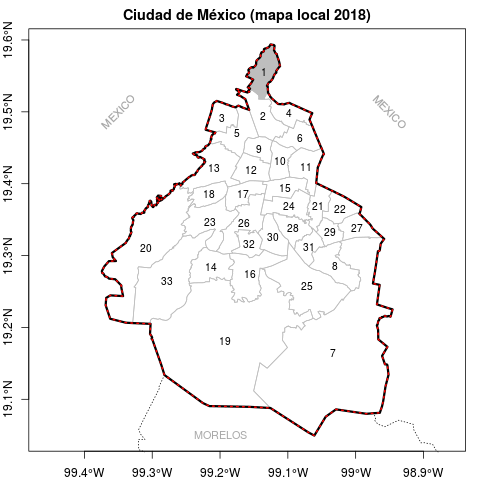 Ciudad de México (mapa local 2018)
19.6°N
19.5°N
19.4°N
19.3°N
19.2°N
19.1°N
MEXICO
MEXICO
1
2
3
4
5
6
9
10
11
12
13
15
17
18
24
21
22
23
26
28
27
29
30
32
31
20
14
16
8
33
25
19
7
MORELOS
99.4°W
99.3°W
99.2°W
99.1°W
99°W
98.9°W